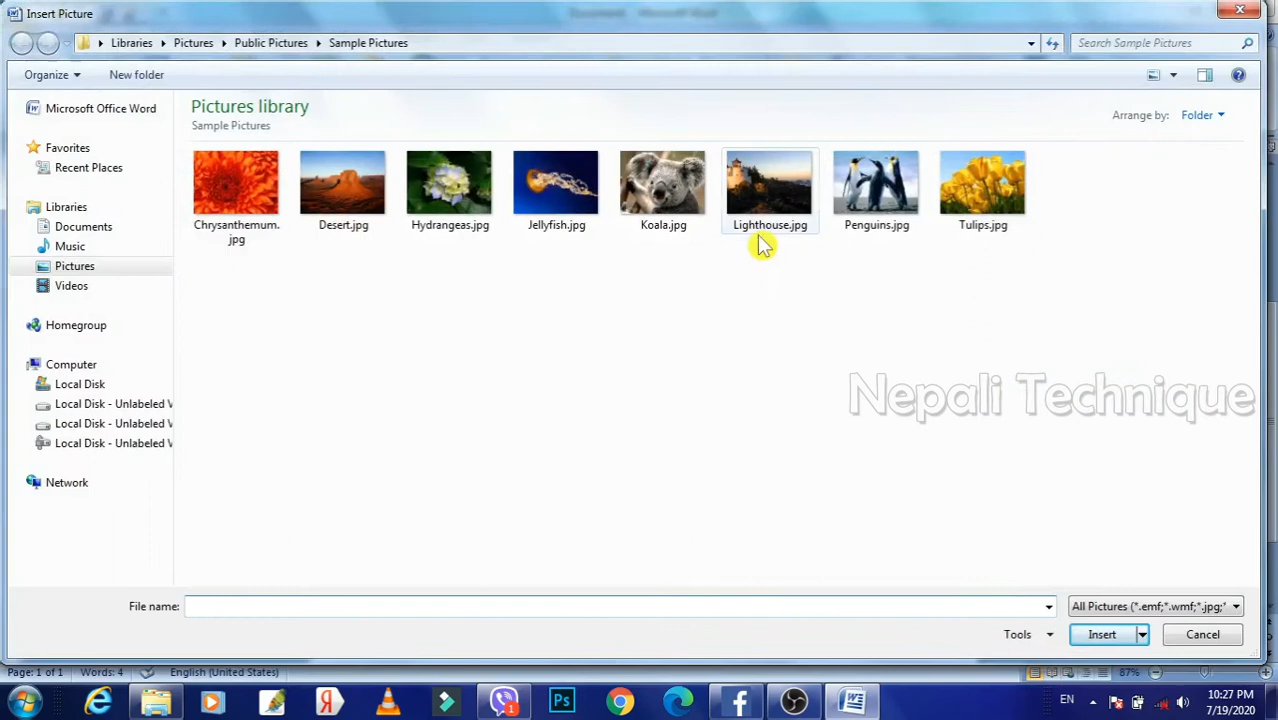 Insert Picture
Libraries Pictures Public Pictures Sample Pictures
Search Sample Pictures
Organize
New folder
Microsoft Office Word
Favorites
Recent Places
Libraries
Documents
Music
Pictures
Videos
Homegroup
Computer
Local Disk
Local Disk - Unlabeled V
Local Disk - Unlabeled V
Local Disk - Unlabeled V
Network
Pictures library
Sample Pictures
Arrange by: Folder
Chrysanthemum.
jpg
Desert.jpg
Hydrangeas.jpg
Jellyfish.jpg
Koala.jpg
Lighthouse.jpg
Penguins.jpg
Tulips.jpg
Nepali Technique
File name:
All Pictures (*.emf;*.wmf;*.jpg;*
Tools
Insert
Cancel
Page: 1 of 1 Words: 4 English (United States)
87%
1
Ps
EN
10:27 PM
7/19/2020